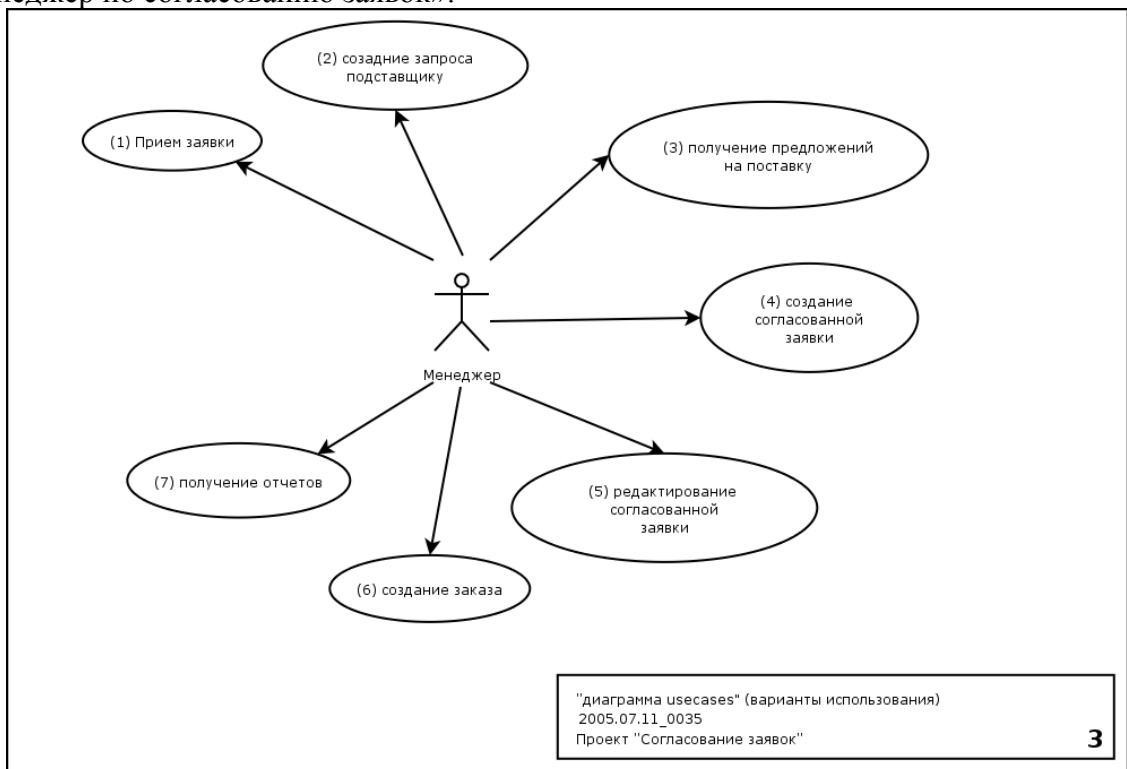 (2) созадние запроса
подставщику
(1) Прием заявки
(3) получение предложений
на поставку
(4) создание
согласованной
заявки
Менеджер
(7) получение отчетов
(5) редактирование
согласованной
заявки
(6) создание заказа
"диаграмма usecases" (варианты использования)
2005.07.11_0035
Проект "Согласование заявок"
3